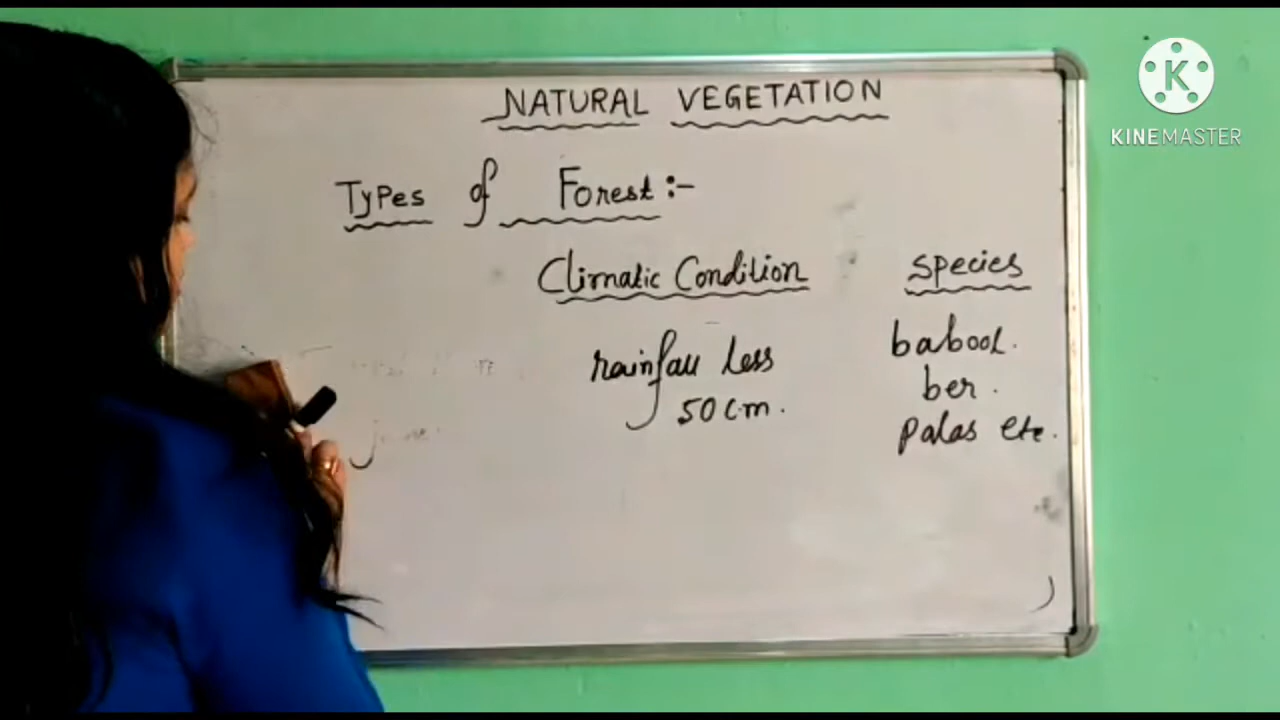 NATURAL VEGETATION
Types of Forest :-
Climatic Condition Species
rainfall less babool.
50 cm. ber.
palas etc.
K
KINEMASTER